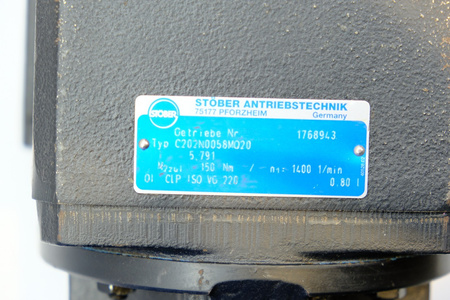 STÖBER ANTRIEBSTECHNIK
75177 PFORZHEIM Germany
STÖBER
Getriebe Nr. 1768943
Typ C202N0058MQ20
i 5.791
M2zul 150 Nm / n1= 1400 1/min
Öl CLP ISO VG 220 0.80 l